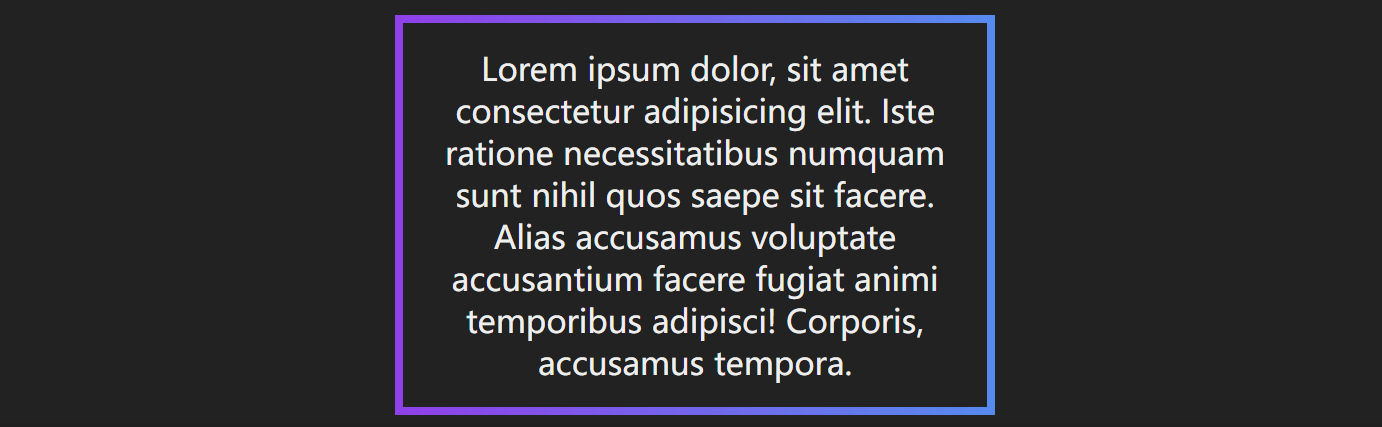 Lorem ipsum dolor, sit amet
consectetur adipisicing elit. Iste
ratione necessitatibus numquam
sunt nihil quos saepe sit facere.
Alias accusamus voluptate
accusantium facere fugiat animi
temporibus adipisci! Corporis,
accusamus tempora.